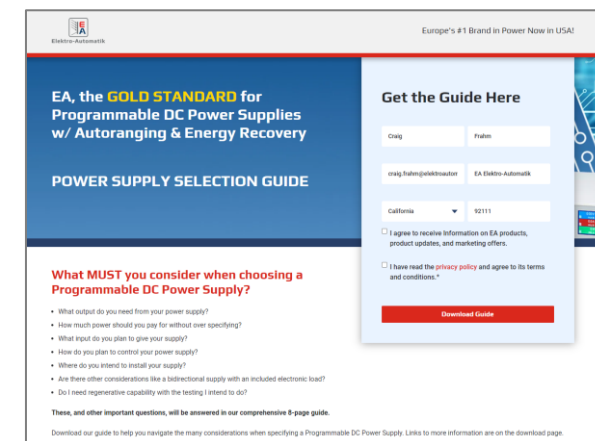 EA
Elektro-Automatik
Europe's #1 Brand in Power Now in USA!
EA, the GOLD STANDARD for
Programmable DC Power Supplies
w/ Autoranging & Energy Recovery
POWER SUPPLY SELECTION GUIDE
Get the Guide Here
Craig
Frahm
craig.frahm@elektroauton
EA Elektro-Automatik
California
92111
I agree to receive Information on EA products,
product updates, and marketing offers.
I have read the privacy policy and agree to its terms
and conditions.*
Download Guide
What MUST you consider when choosing a
Programmable DC Power Supply?
• What output do you need from your power supply?
• How much power should you pay for without over specifying?
• What input do you plan to give your supply?
• How do you plan to control your power supply?
• Where do you intend to install your supply?
• Are there other considerations like a bidirectional supply with an included electronic load?
• Do I need regenerative capability with the testing I intend to do?
These, and other important questions, will be answered in our comprehensive 8-page guide.
Download our guide to help you navigate the many considerations when specifying a Programmable DC Power Supply. Links to more information are on the download page.